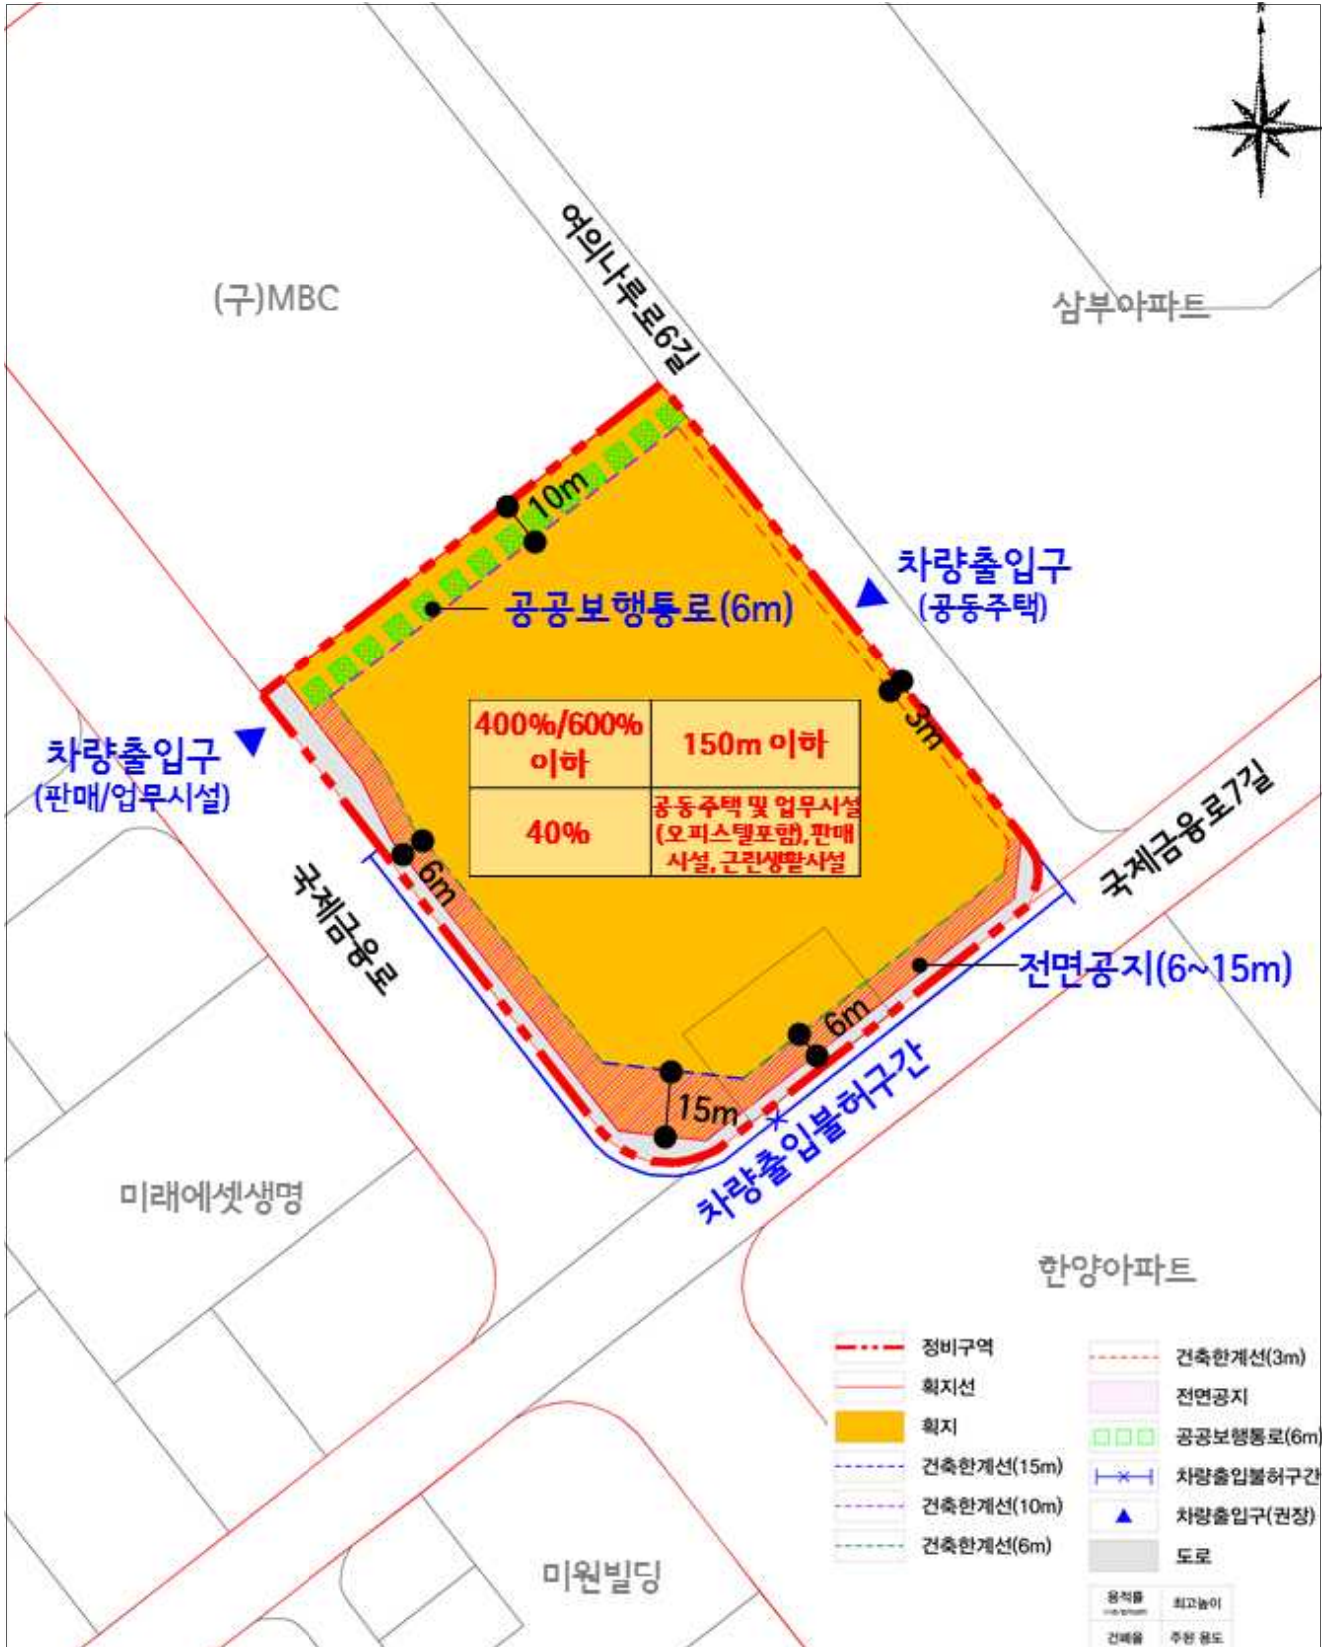 N
여의나루로6길
(구)MBC
삼부아파트
10m
차량출입구
(공동주택)
공공보행통로(6m)
3m
400%/600%
이하
150m 이하
차량출입구
(판매/업무시설)
40%
공동주택 및 업무시설
(오피스텔포함),판매
시설, 근린생활시설
국제금융로7길
6m
국제금융로
전면공지(6~15m)
6m
15m
차량출입불허구간
미래에셋생명
한양아파트
미원빌딩
정비구역
획지선
획지
건축한계선(15m)
건축한계선(10m)
건축한계선(6m)
건축한계선(3m)
전면공지
공공보행통로(6m)
차량출입불허구간
차량출입구(권장)
도로
용적률
최고높이
건폐율
주된 용도